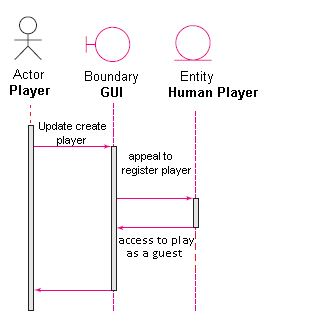 Actor
Player
Boundary
GUI
Entity
Human Player
Update create
player
appeal to
register player
access to play
as a guest